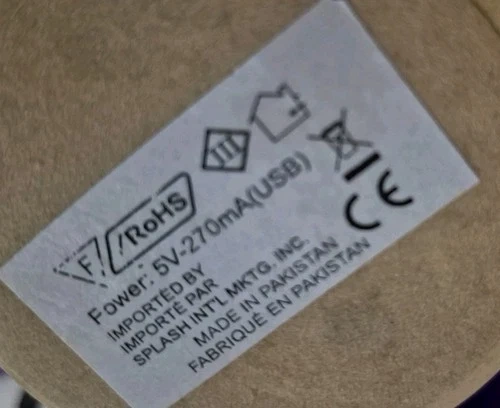 F /RoHS III
CE
Power: 5V-270mA(USB)
IMPORTED BY
IMPORTÉ PAR
SPLASH INT'L MKTG. INC.
MADE IN PAKISTAN
FABRIQUÉ EN PAKISTAN